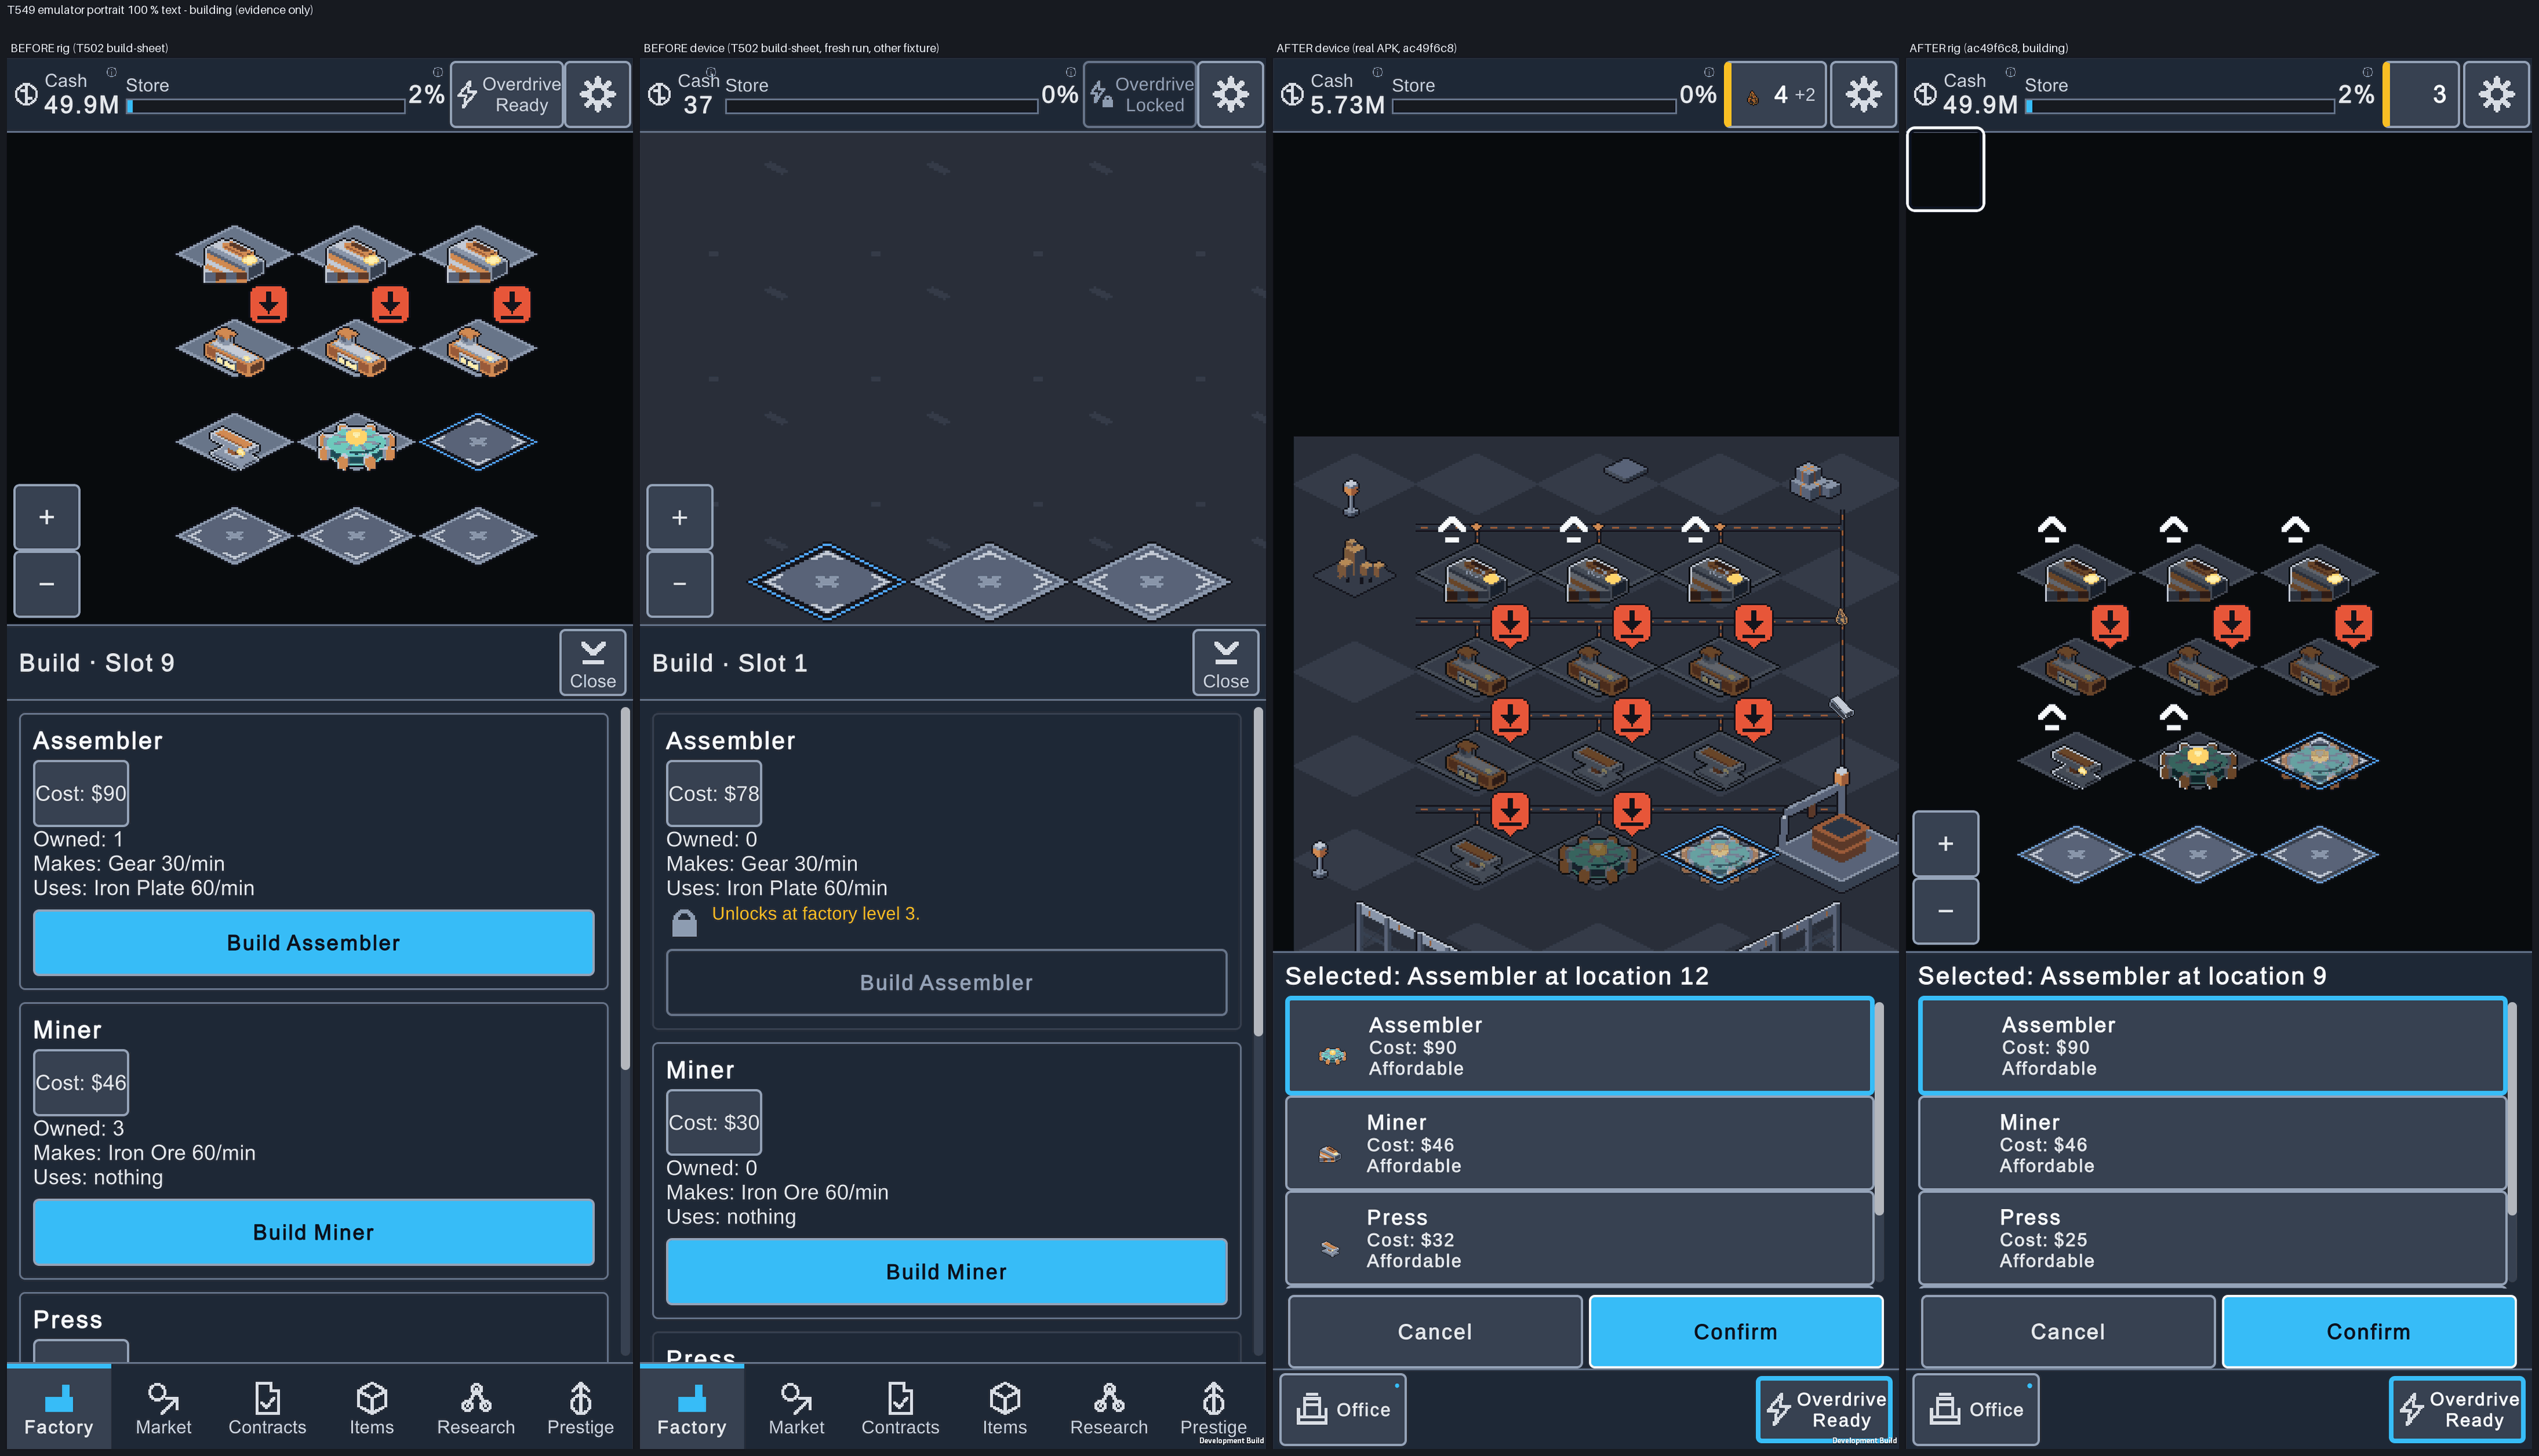 T549 emulator portrait 100 % text - building (evidence only)
BEFORE rig (T502 build-sheet)
Cash
49.9M
Store
2%
Overdrive
Ready
+
−
Build · Slot 9
Close
Assembler
Cost: $90
Owned: 1
Makes: Gear 30/min
Uses: Iron Plate 60/min
Build Assembler
Miner
Cost: $46
Owned: 3
Makes: Iron Ore 60/min
Uses: nothing
Build Miner
Press
Factory
Market
Contracts
Items
Research
Prestige
BEFORE device (T502 build-sheet, fresh run, other fixture)
Cash
37
Store
0%
Overdrive
Locked
+
−
Build · Slot 1
Close
Assembler
Cost: $78
Owned: 0
Makes: Gear 30/min
Uses: Iron Plate 60/min
Unlocks at factory level 3.
Build Assembler
Miner
Cost: $30
Owned: 0
Makes: Iron Ore 60/min
Uses: nothing
Build Miner
Press
Factory
Market
Contracts
Items
Research
Prestige
Development Build
AFTER device (real APK, ac49f6c8)
Cash
5.73M
Store
0%
4 +2
Selected: Assembler at location 12
Assembler
Cost: $90
Affordable
Miner
Cost: $46
Affordable
Press
Cost: $32
Affordable
Cancel
Confirm
Office
Overdrive
Ready
Development Build
AFTER rig (ac49f6c8, building)
Cash
49.9M
Store
2%
3
+
−
Selected: Assembler at location 9
Assembler
Cost: $90
Affordable
Miner
Cost: $46
Affordable
Press
Cost: $25
Affordable
Cancel
Confirm
Office
Overdrive
Ready